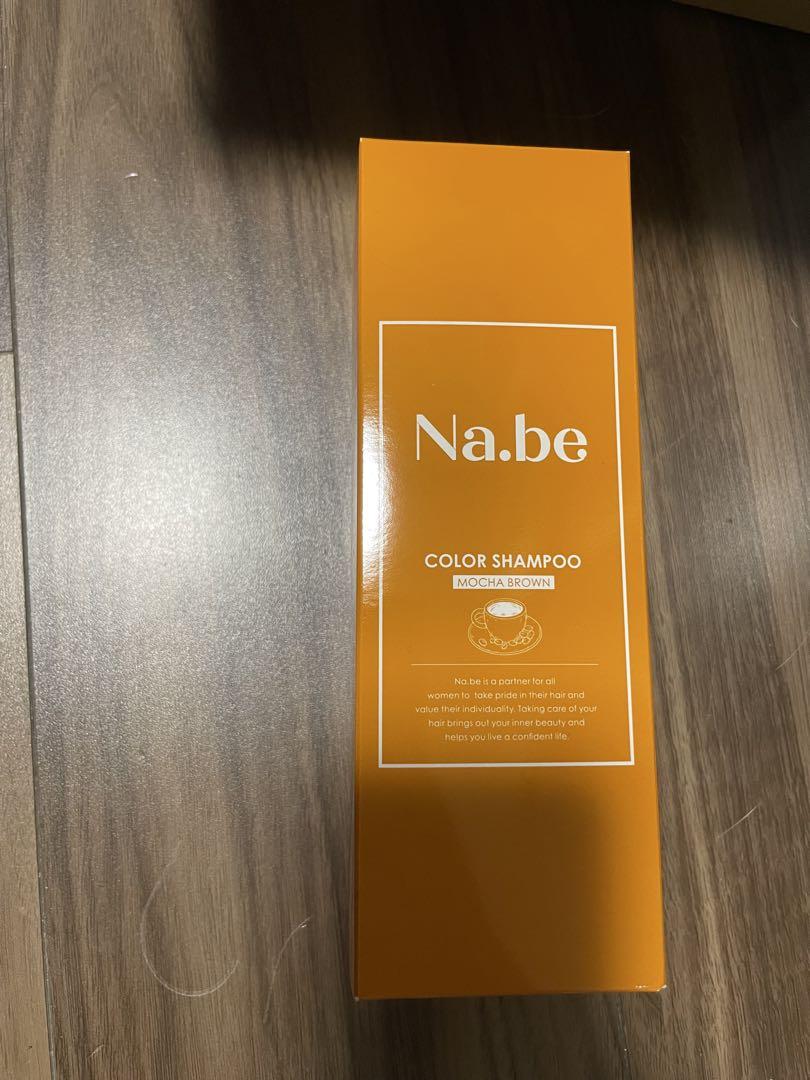 Na.be
COLOR SHAMPOO
MOCHA BROWN
Na.be is a partner for all
women to take pride in their hair and
value their individuality. Taking care of your
hair brings out your inner beauty and
helps you live a confident life.